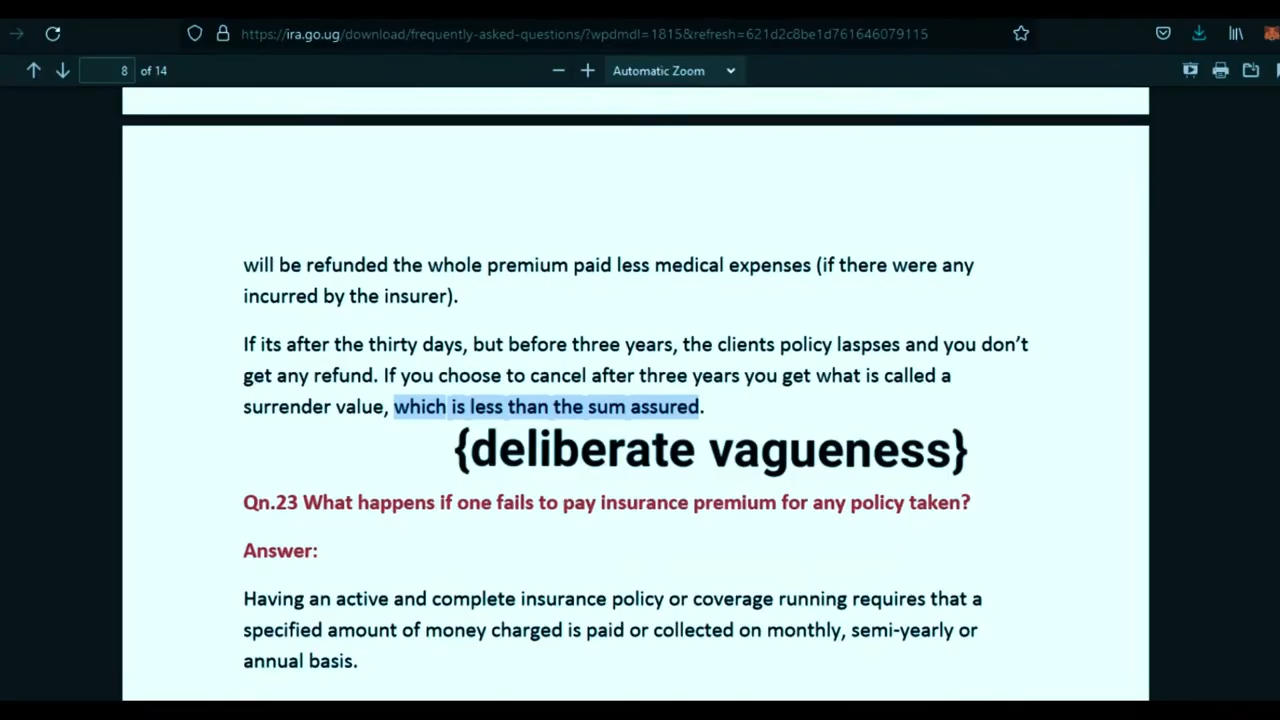 https://ira.go.ug/download/frequently-asked-questions/?wpdmdl=1815&refresh=621d2c8be1d761646079115
8 of 14
Automatic Zoom
will be refunded the whole premium paid less medical expenses (if there were any
incurred by the insurer).
If its after the thirty days, but before three years, the clients policy laspses and you don’t
get any refund. If you choose to cancel after three years you get what is called a
surrender value, which is less than the sum assured.
{deliberate vagueness}
Qn.23 What happens if one fails to pay insurance premium for any policy taken?
Answer:
Having an active and complete insurance policy or coverage running requires that a
specified amount of money charged is paid or collected on monthly, semi-yearly or
annual basis.